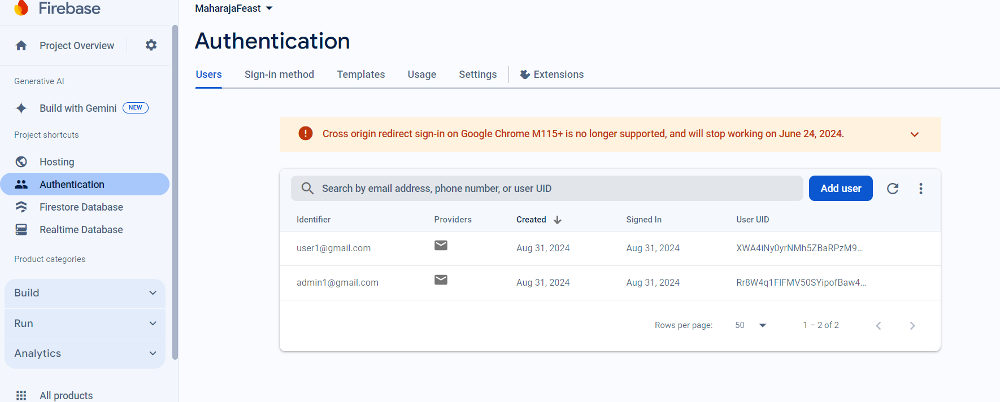 Firebase
Project Overview
Generative AI
Build with Gemini NEW
Project shortcuts
Hosting
Authentication
Firestore Database
Realtime Database
Product categories
Build
Run
Analytics
All products
MaharajaFeast
Authentication
Users Sign-in method Templates Usage Settings Extensions
Cross origin redirect sign-in on Google Chrome M115+ is no longer supported, and will stop working on June 24, 2024.
Search by email address, phone number, or user UID Add user
Identifier Providers Created Signed In User UID
user1@gmail.com Aug 31, 2024 Aug 31, 2024 XWA4iNy0yrNMh5ZBaRPzM9...
admin1@gmail.com Aug 31, 2024 Aug 31, 2024 Rr8W4q1FIFMV50SYipofBaw4...
Rows per page: 50 1 – 2 of 2